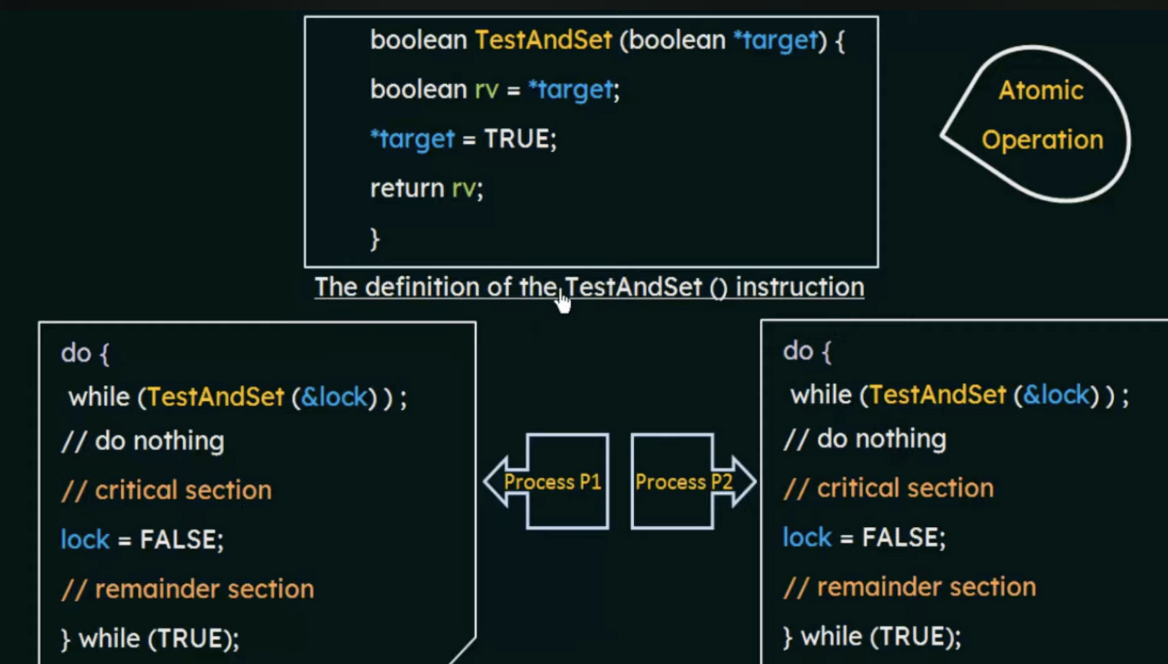 boolean TestAndSet (boolean *target) {
boolean rv = *target;
*target = TRUE;
return rv;
}
Atomic
Operation
The definition of the TestAndSet () instruction
do {
while (TestAndSet (&lock) ) ;
// do nothing
// critical section
lock = FALSE;
// remainder section
} while (TRUE);
Process P1
Process P2
do {
while (TestAndSet (&lock) ) ;
// do nothing
// critical section
lock = FALSE;
// remainder section
} while (TRUE);